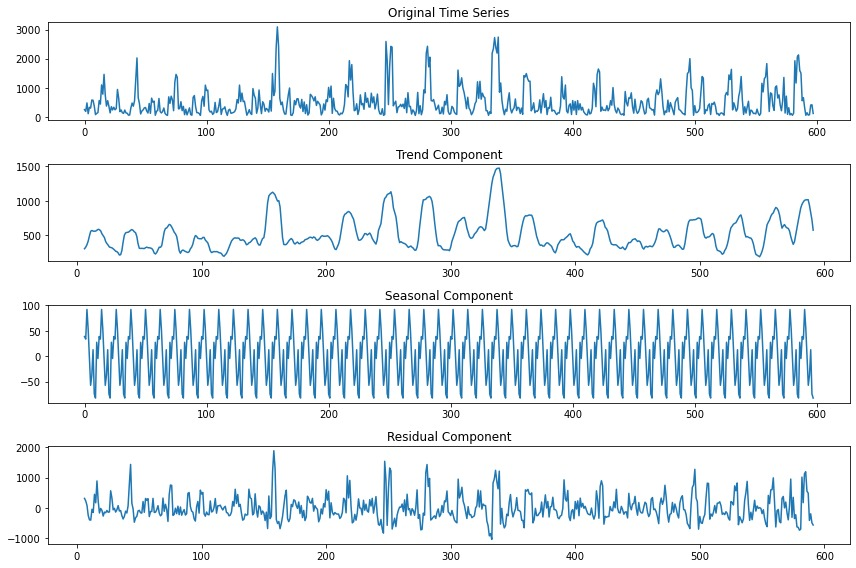 Original Time Series
3000
2000
1000
0
0 100 200 300 400 500 600
Trend Component
1500
1000
500
0 100 200 300 400 500 600
Seasonal Component
100
50
0
−50
0 100 200 300 400 500 600
Residual Component
2000
1000
0
−1000
0 100 200 300 400 500 600